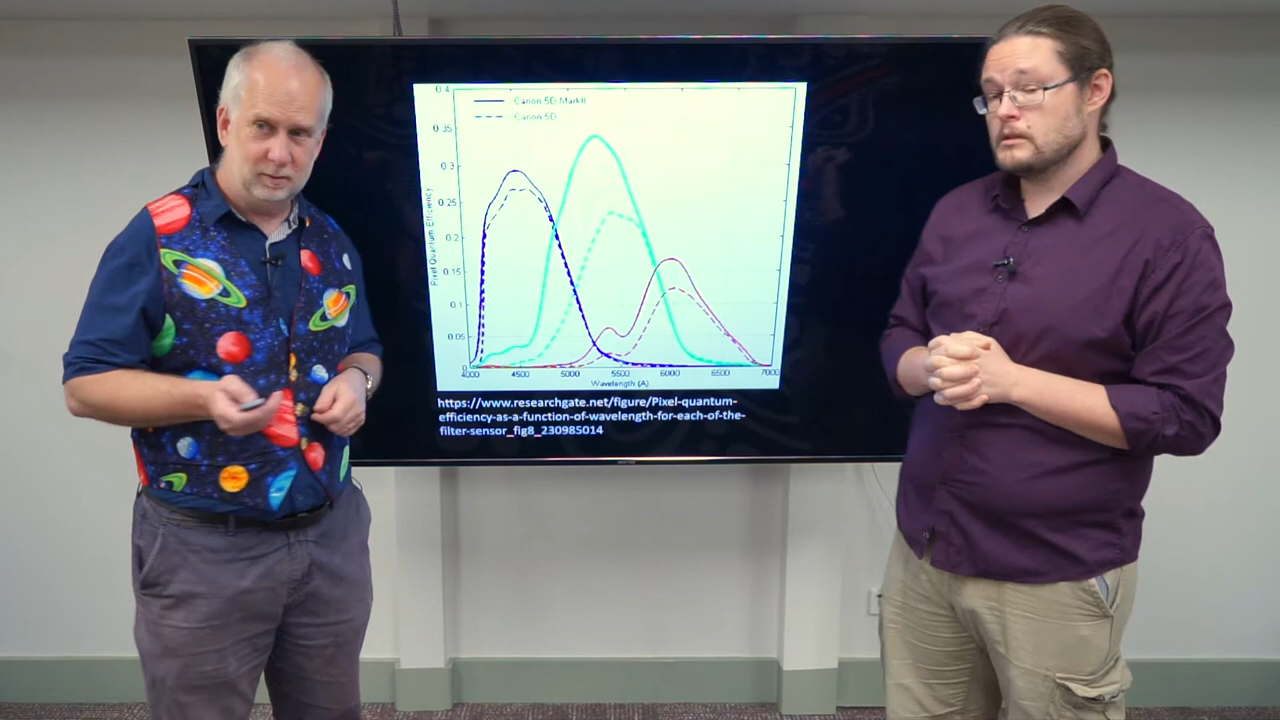 0.4
Canon 5D MarkII
Canon 5D
0.35
0.3
0.25
0.2
0.15
0.1
0.05
0
Pixel Quantum Efficiency
4000 4500 5000 5500 6000 6500 7000
Wavelength (A)
https://www.researchgate.net/figure/Pixel-quantum-
efficiency-as-a-function-of-wavelength-for-each-of-the-
filter-sensor_fig8_230985014